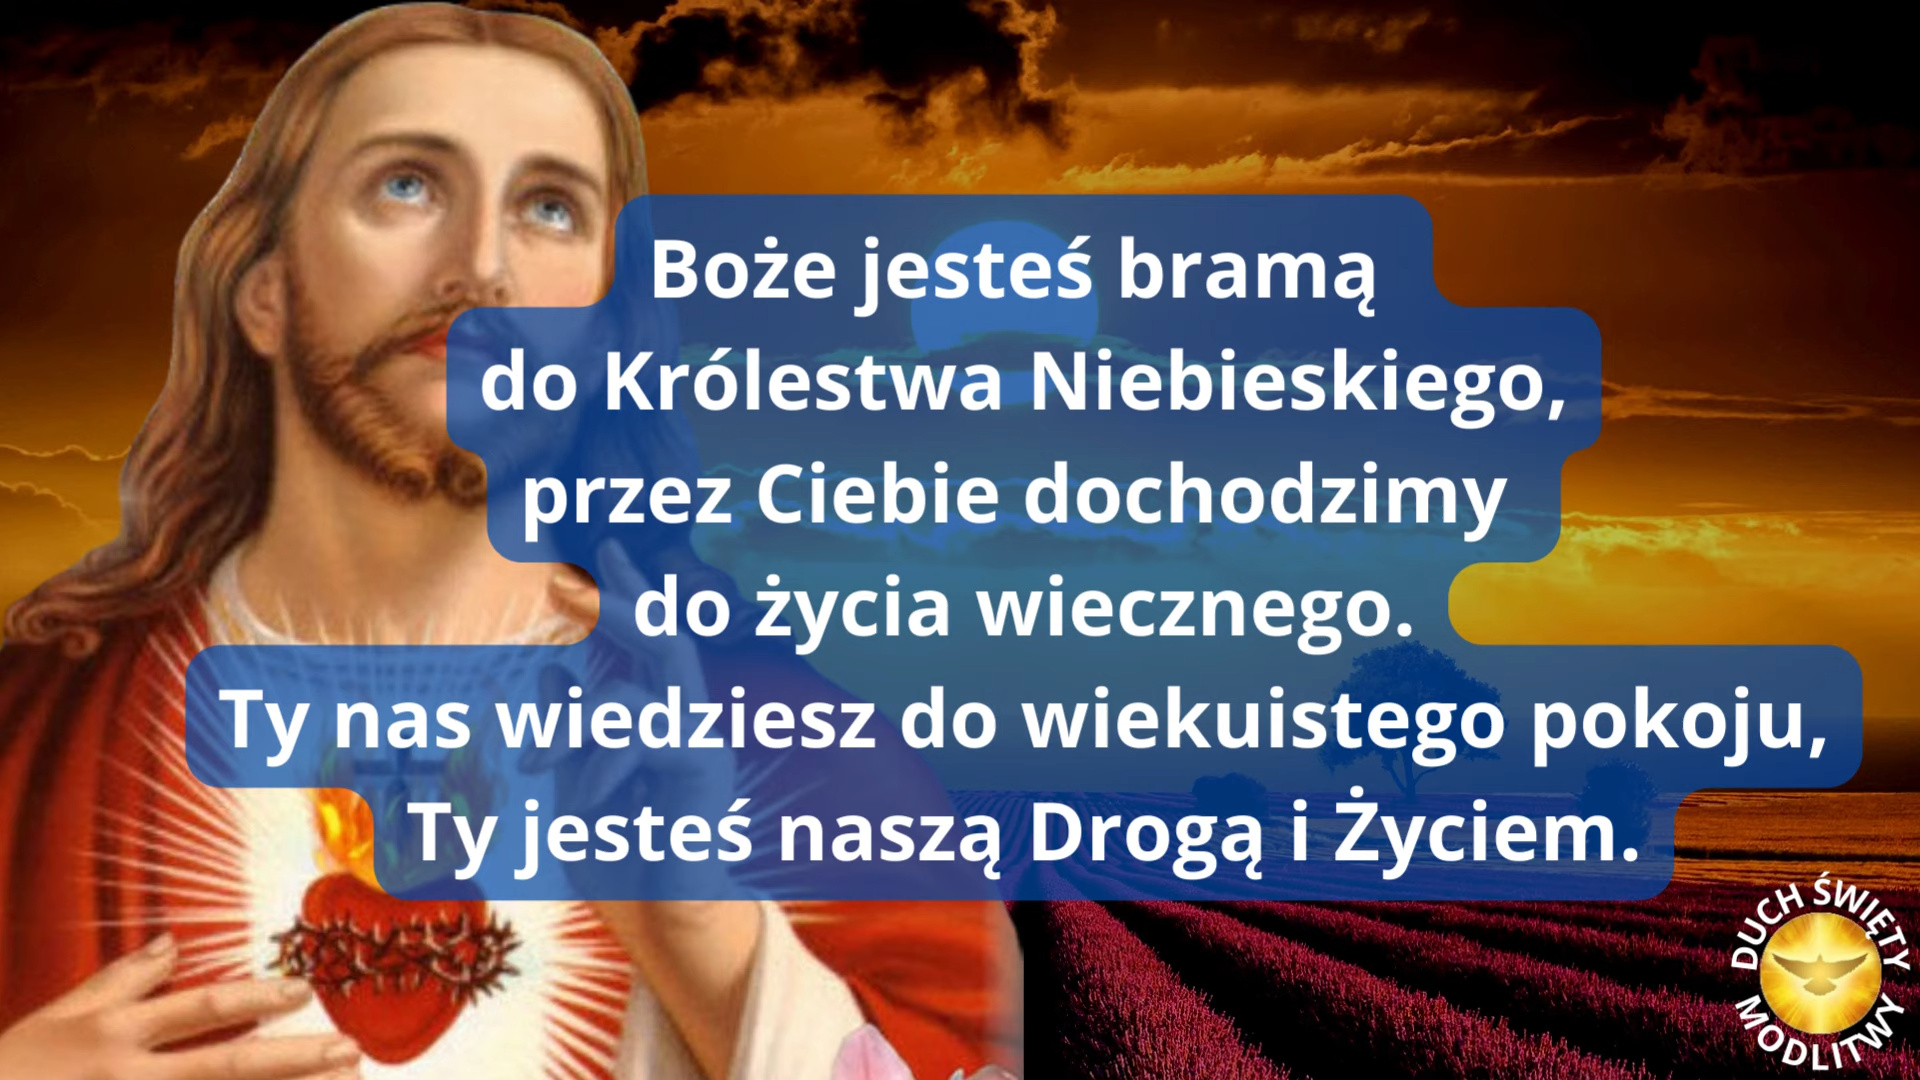 Boże jesteś bramą
do Królestwa Niebieskiego,
przez Ciebie dochodzimy
do życia wiecznego.
Ty nas wiedziesz do wiekuistego pokoju,
Ty jesteś naszą Drogą i Życiem.
DUCH ŚWIĘTY
MODLITWY